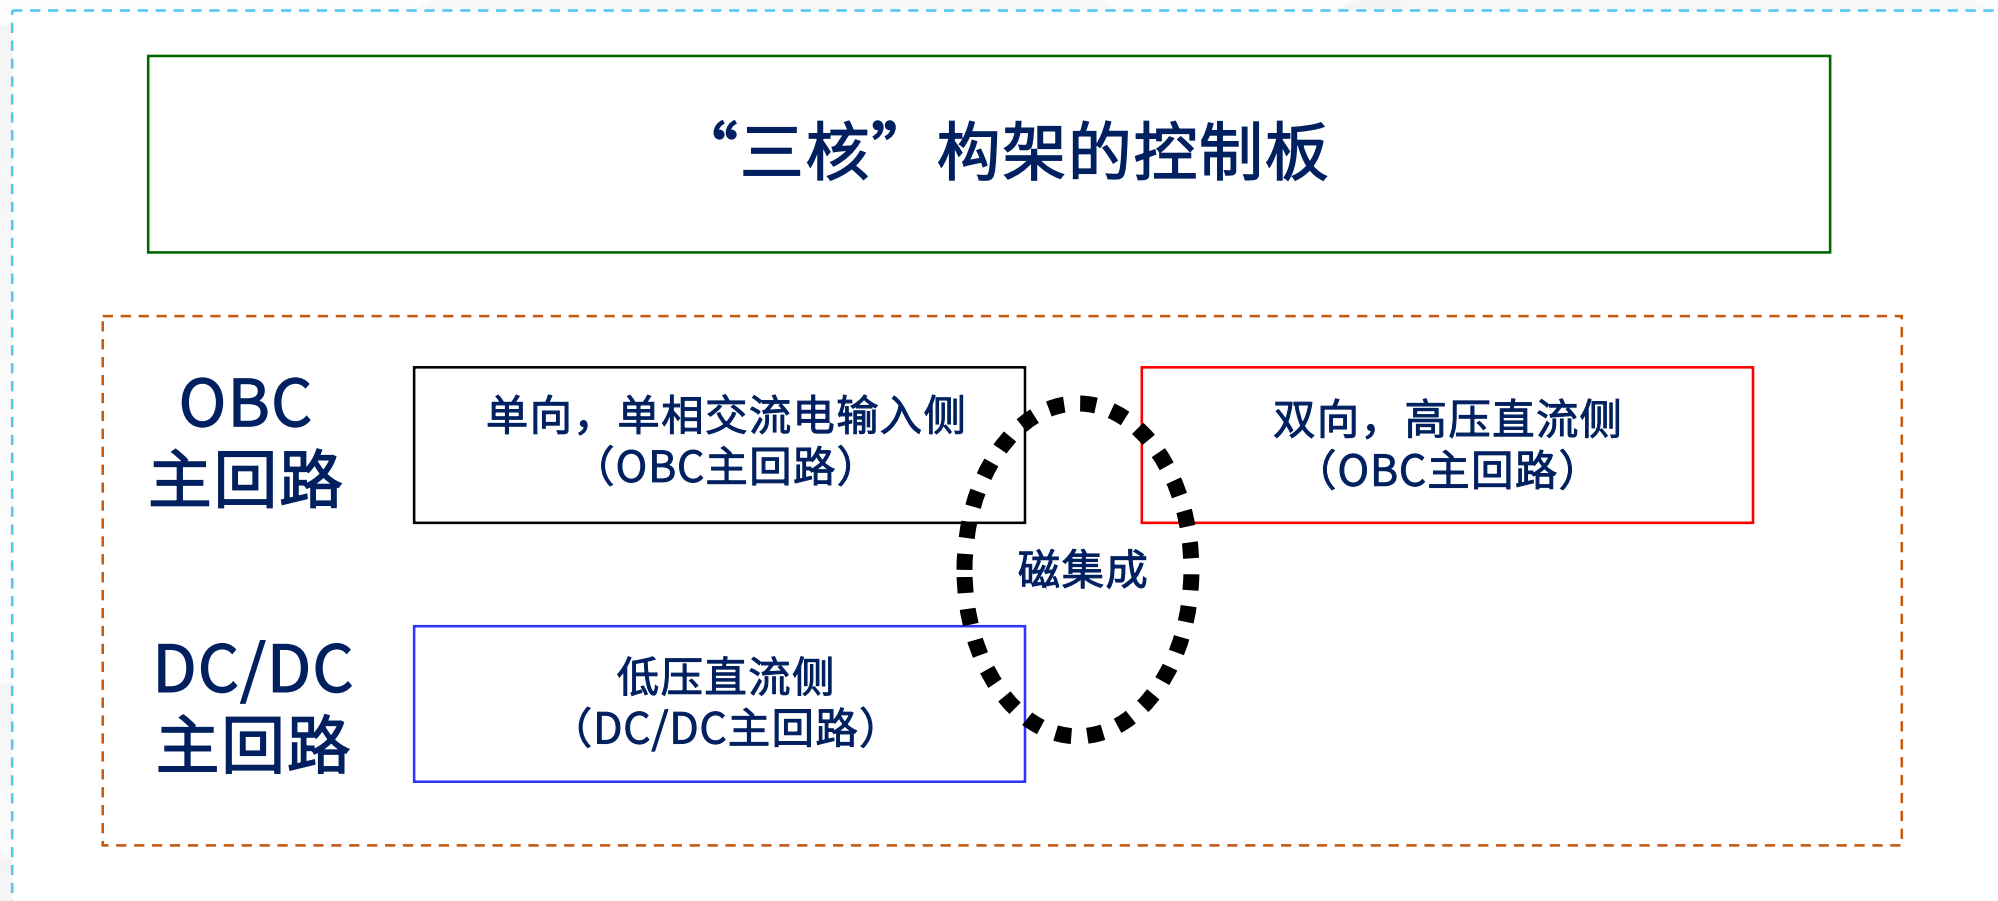 “三核”构架的控制板
OBC
主回路
单向，单相交流电输入侧
（OBC主回路）
双向，高压直流侧
（OBC主回路）
磁集成
DC/DC
主回路
低压直流侧
（DC/DC主回路）